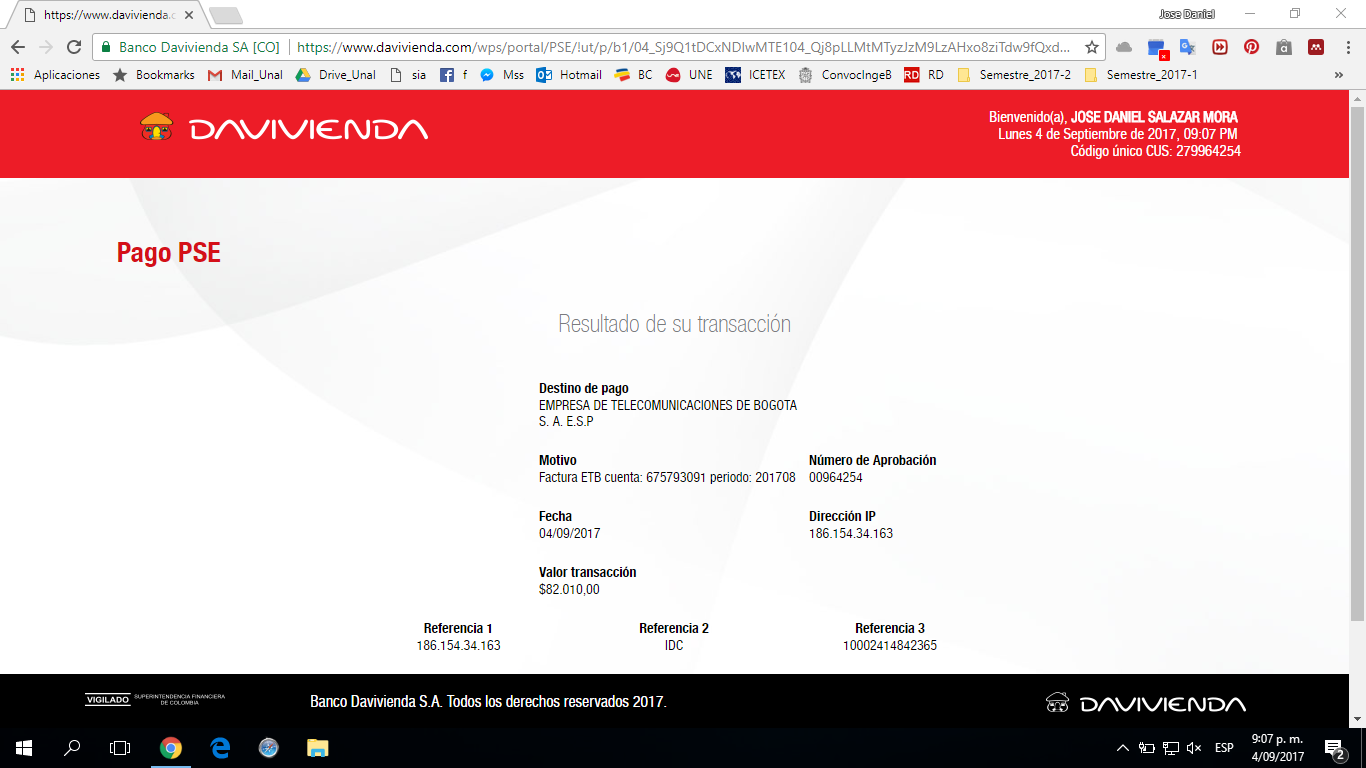 https://www.davivienda.c
Jose Daniel
Banco Davivienda SA [CO]
https://www.davivienda.com/wps/portal/PSE/!ut/p/b1/04_Sj9Q1tDCxNDIwMTE104_Qj8pLLMtMTyzJzM9LzAHxo8ziTdw9fQxd...
Aplicaciones Bookmarks Mail_Unal Drive_Unal sia f Mss Hotmail BC UNE ICETEX ConvocIngeB RD RD Semestre_2017-2 Semestre_2017-1 »
DAVIVIENDA
Bienvenido(a), JOSE DANIEL SALAZAR MORA
Lunes 4 de Septiembre de 2017, 09:07 PM
Código único CUS: 279964254
Pago PSE
Resultado de su transacción
Destino de pago
EMPRESA DE TELECOMUNICACIONES DE BOGOTA
S. A. E.S.P
Motivo
Factura ETB cuenta: 675793091 periodo: 201708
Número de Aprobación
00964254
Fecha
04/09/2017
Dirección IP
186.154.34.163
Valor transacción
$82.010,00
Referencia 1
186.154.34.163
Referencia 2
IDC
Referencia 3
10002414842365
VIGILADO
SUPERINTENDENCIA FINANCIERA
DE COLOMBIA
Banco Davivienda S.A. Todos los derechos reservados 2017.
DAVIVIENDA
ESP
9:07 p. m.
4/09/2017
2